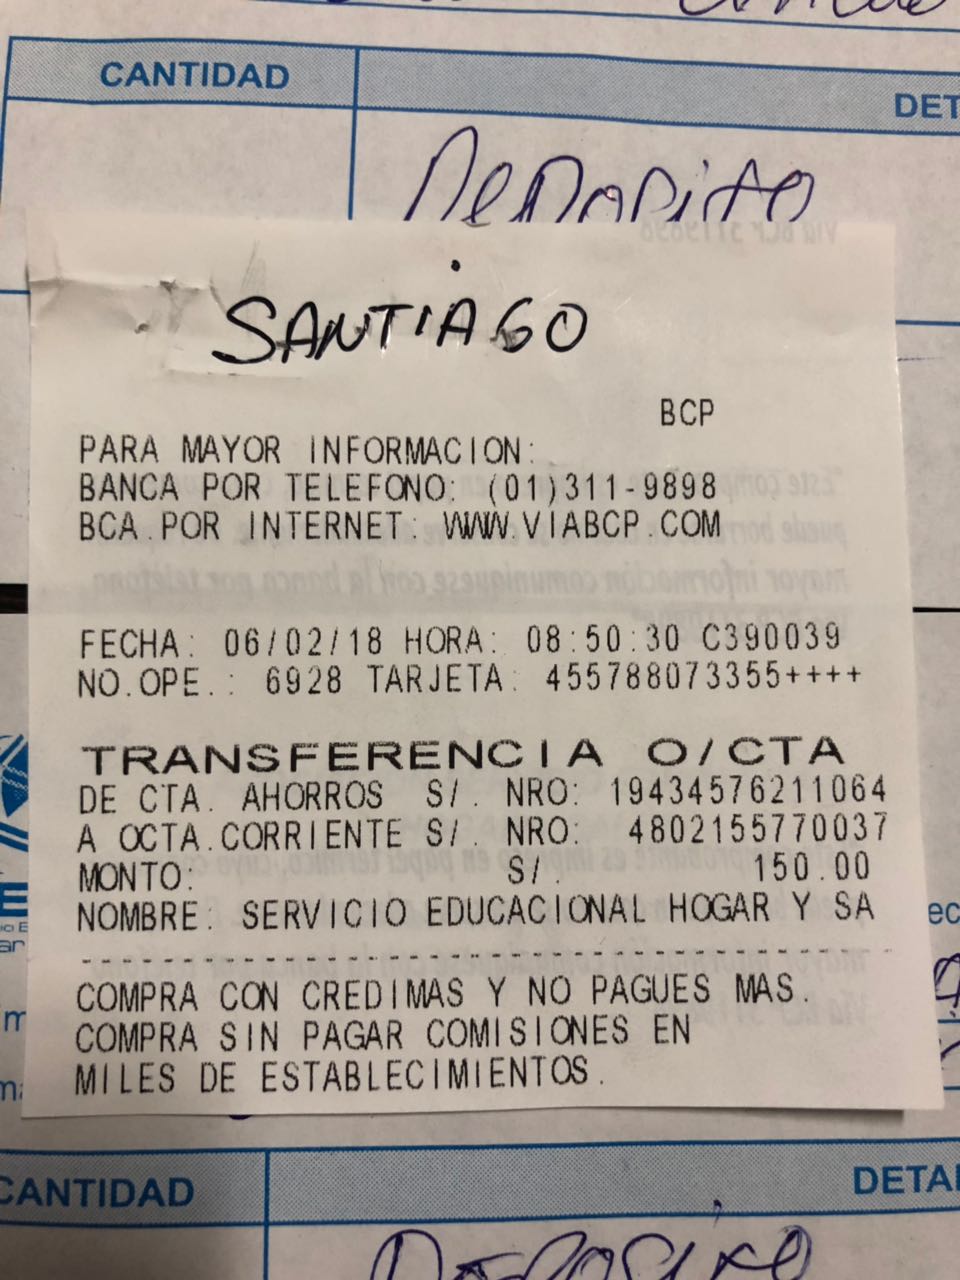 CANTIDAD
DET
Deposito
SANTIAGO
BCP
PARA MAYOR INFORMACION:
BANCA POR TELEFONO: (01)311-9898
BCA.POR INTERNET: WWW.VIABCP.COM
FECHA: 06/02/18 HORA: 08:50:30 C390039
NO.OPE.: 6928 TARJETA: 455788073355++++
TRANSFERENCIA O/CTA
DE CTA. AHORROS S/. NRO: 19434576211064
A OCTA.CORRIENTE S/. NRO: 4802155770037
MONTO: S/. 150.00
NOMBRE: SERVICIO EDUCACIONAL HOGAR Y SA
COMPRA CON CREDIMAS Y NO PAGUES MAS.
COMPRA SIN PAGAR COMISIONES EN
MILES DE ESTABLECIMIENTOS.
CANTIDAD
DETA
Deposito